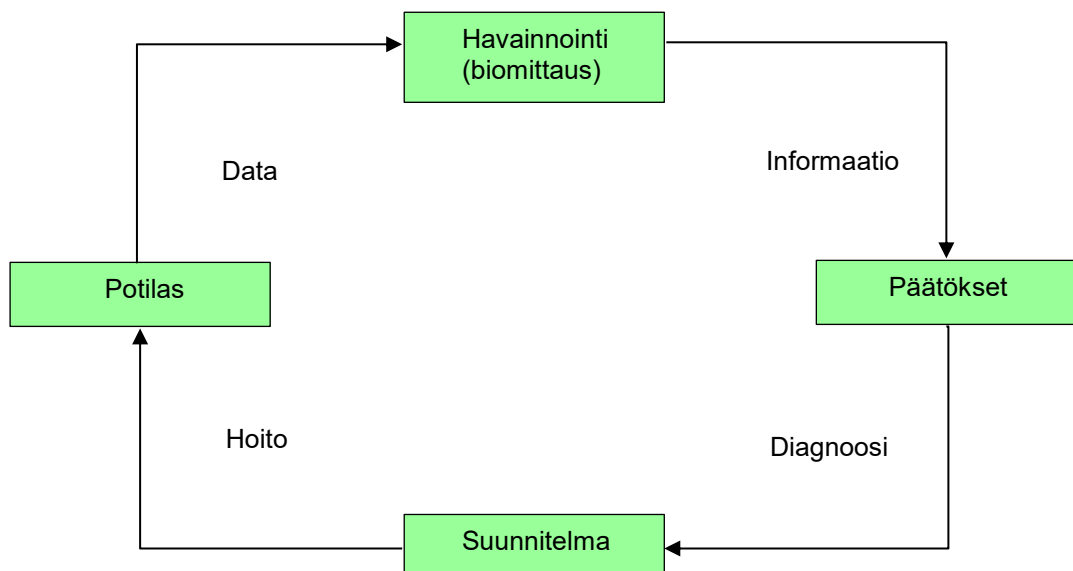 Havainnointi
(biomittaus)
Data
Informaatio
Potilas
Päätökset
Hoito
Diagnoosi
Suunnitelma